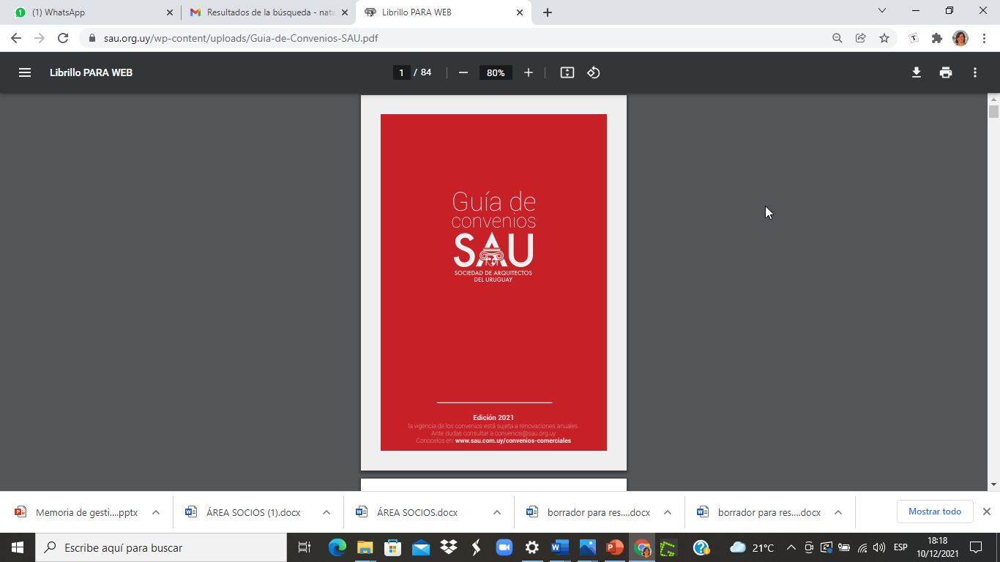 (1) WhatsApp
Resultados de la búsqueda - nata
Librillo PARA WEB
sau.org.uy/wp-content/uploads/Guia-de-Convenios-SAU.pdf
Librillo PARA WEB
1 / 84
80%
Guía de
convenios
SAU
SOCIEDAD DE ARQUITECTOS
DEL URUGUAY
Edición 2021
la vigencia de los convenios está sujeta a renovaciones anuales.
Ante dudas consultar a convenios@sau.org.uy
Conocelos en: www.sau.com.uy/convenios-comerciales
Memoria de gesti....pptx
ÁREA SOCIOS (1).docx
ÁREA SOCIOS.docx
borrador para res....docx
borrador para res....docx
Mostrar todo
Escribe aquí para buscar
21°C
ESP
18:18
10/12/2021